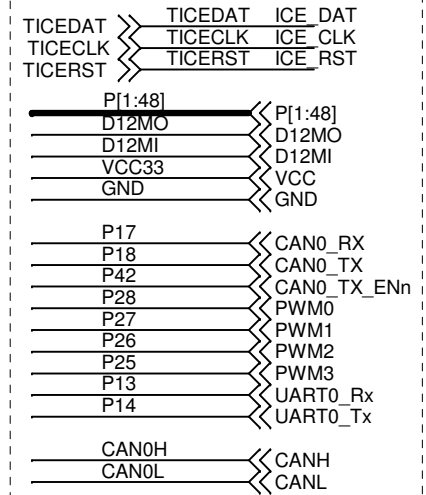 TICEDAT TICEDAT ICE_DAT
TICECLK TICECLK ICE_CLK
TICERST TICERST ICE_RST
P[1:48] P[1:48]
D12MO D12MO
D12MI D12MI
VCC33 VCC
GND GND
P17 CAN0_RX
P18 CAN0_TX
P42 CAN0_TX_ENn
P28 PWM0
P27 PWM1
P26 PWM2
P25 PWM3
P13 UART0_Rx
P14 UART0_Tx
CAN0H CANH
CAN0L CANL